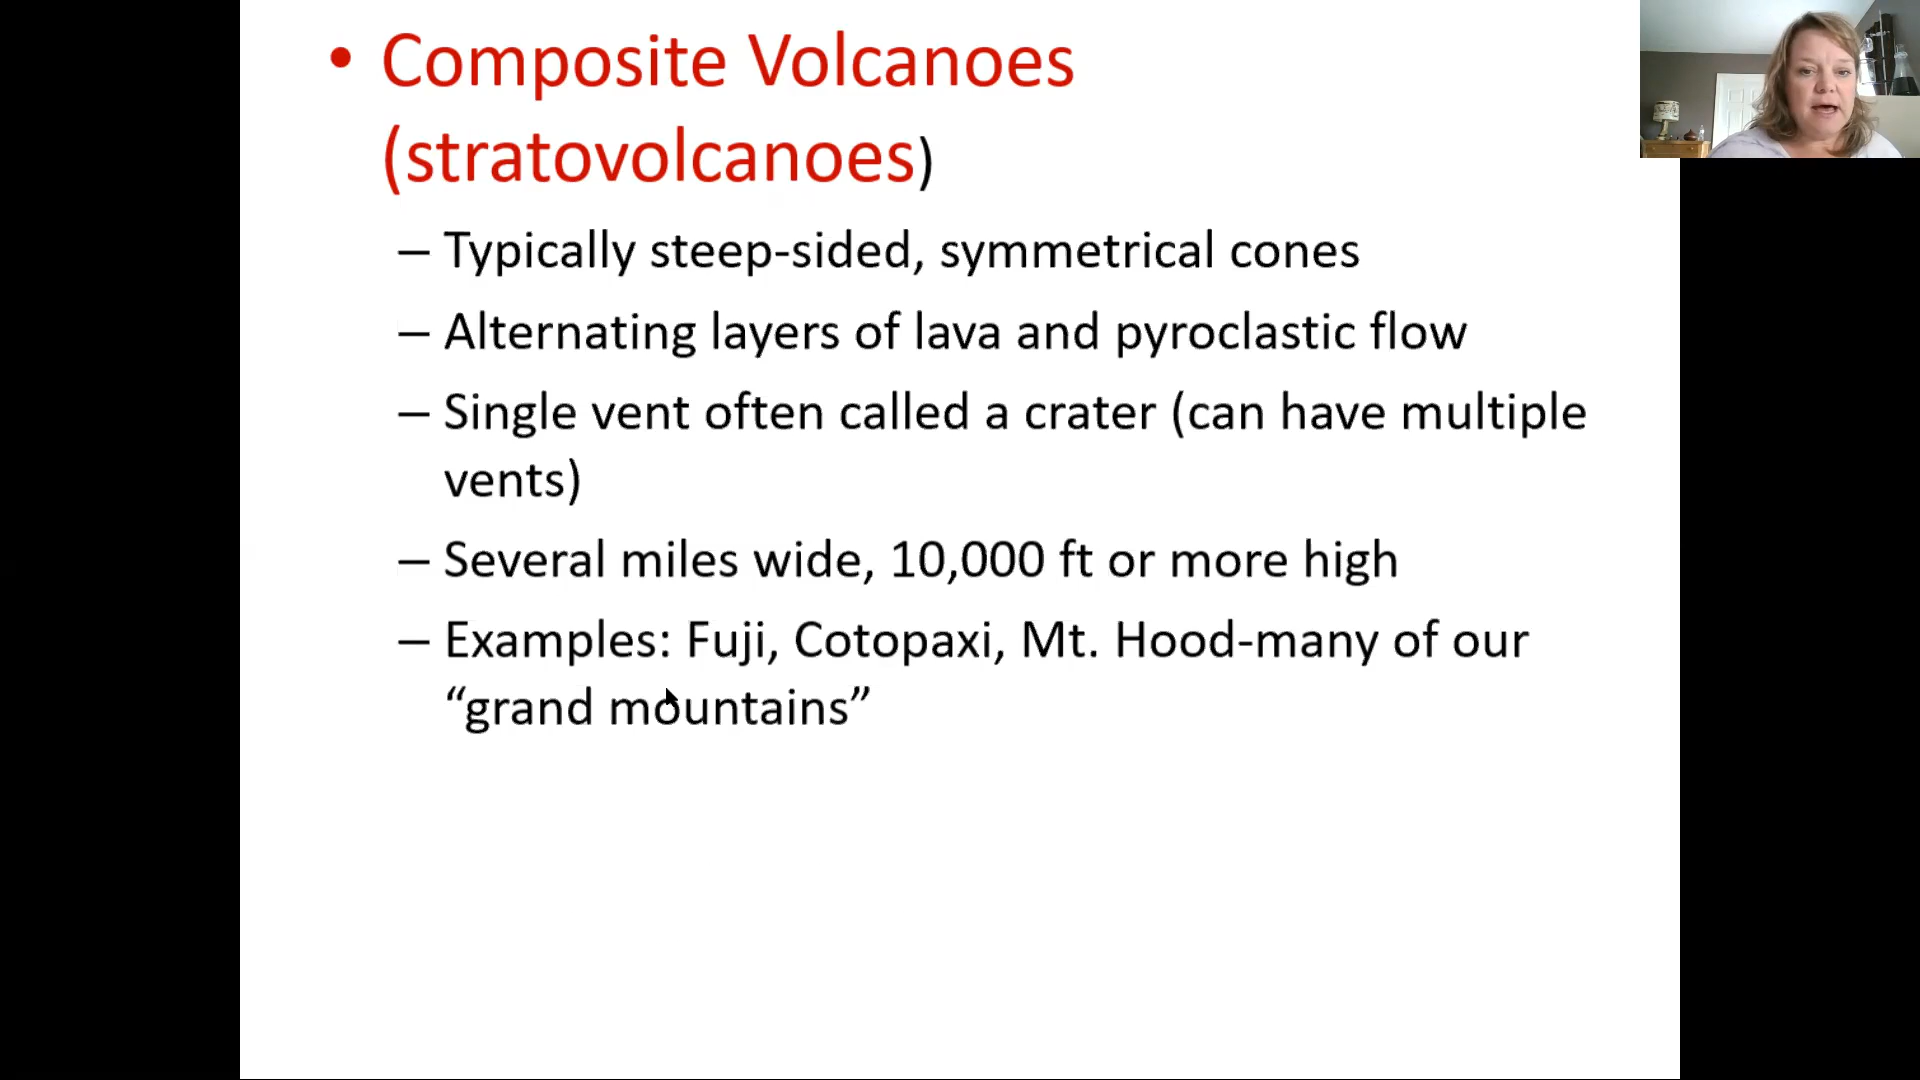 • Composite Volcanoes
(stratovolcanoes)
– Typically steep-sided, symmetrical cones
– Alternating layers of lava and pyroclastic flow
– Single vent often called a crater (can have multiple
vents)
– Several miles wide, 10,000 ft or more high
– Examples: Fuji, Cotopaxi, Mt. Hood-many of our
“grand mountains”